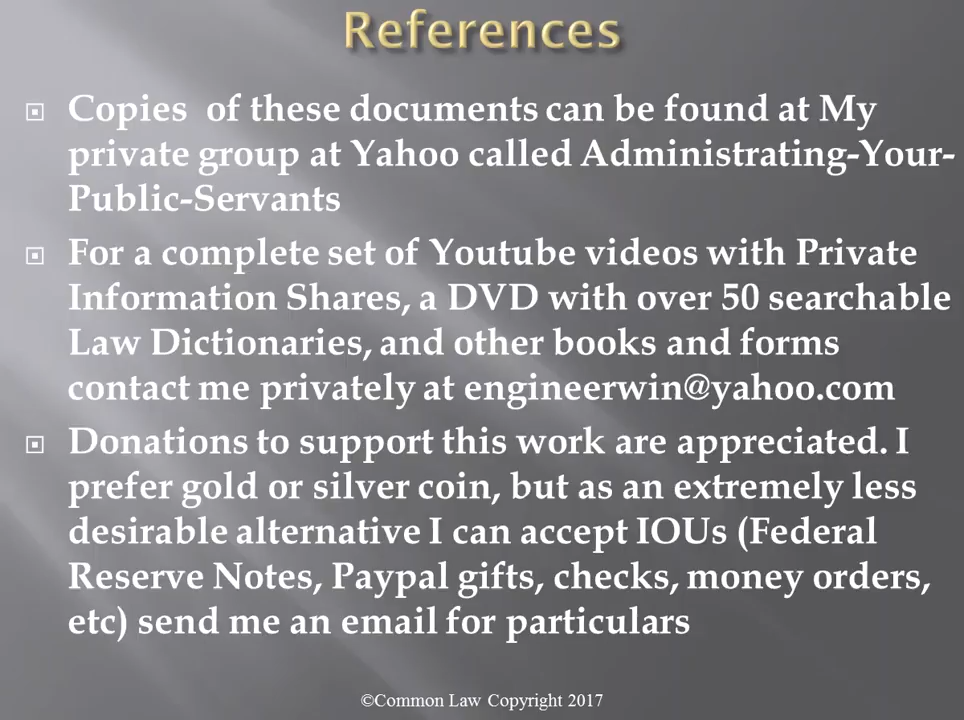 References
Copies of these documents can be found at My
private group at Yahoo called Administrating-Your-
Public-Servants
For a complete set of Youtube videos with Private
Information Shares, a DVD with over 50 searchable
Law Dictionaries, and other books and forms
contact me privately at engineerwin@yahoo.com
Donations to support this work are appreciated. I
prefer gold or silver coin, but as an extremely less
desirable alternative I can accept IOUs (Federal
Reserve Notes, Paypal gifts, checks, money orders,
etc) send me an email for particulars
©Common Law Copyright 2017